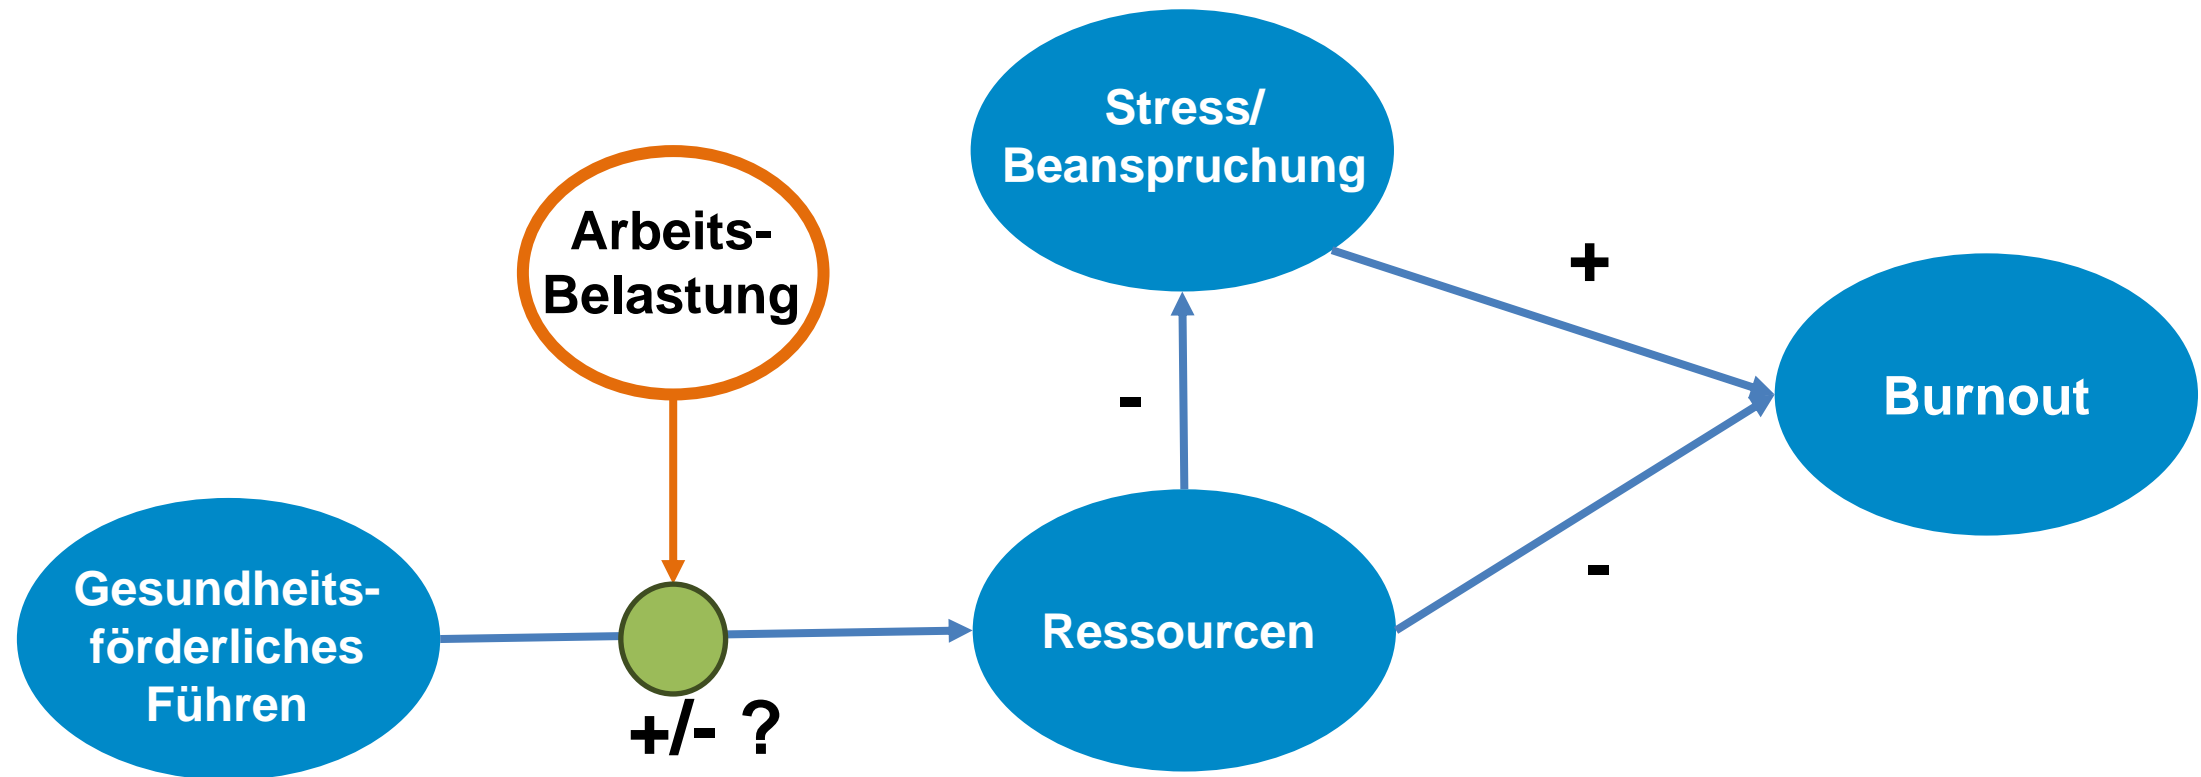 Stress/
Beanspruchung
Arbeits-
Belastung
+
Burnout
-
Gesundheits-
förderliches
Führen
Ressourcen
-
+/- ?